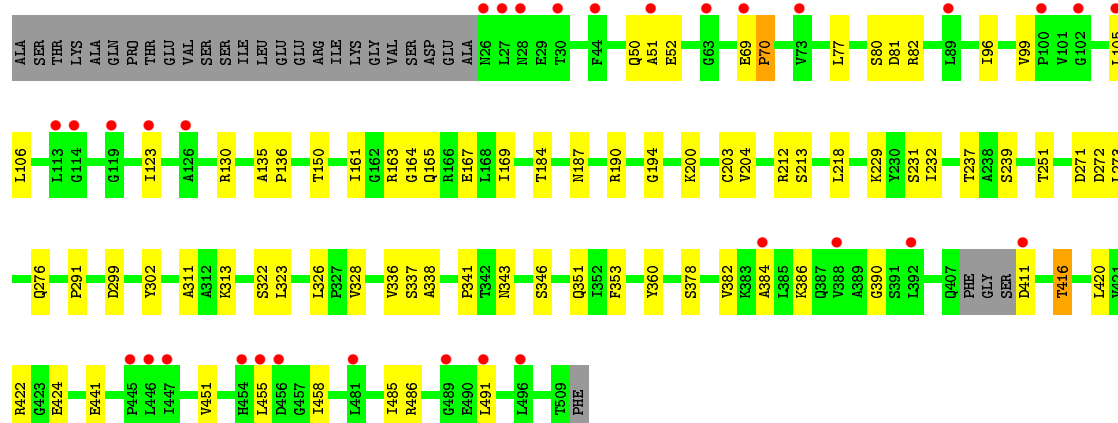 ALA SER THR LYS ALA GLN PRO THR GLU VAL SER SER ILE LEU GLU GLU ARG ILE LYS GLY VAL SER ASP GLU ALA N26 L27 N28 E29 T30 F44 Q50 A51 E52 G63 E69 P70 V73 L77 S80 D81 R82 L89 I96 V99 P100 V101 G102 L105
L106 L113 G114 G119 I123 A126 R130 A135 P136 T150 I161 G162 R163 G164 Q165 R166 E167 L168 I169 T184 N187 R190 G194 K200 C203 V204 R212 S213 L218 K229 Y230 S231 I232 T237 A238 S239 T251 D271 D272 L273
Q276 P291 D299 Y302 A311 A312 K313 S322 L323 L326 P327 V328 V336 S337 A338 P341 T342 N343 S346 Q351 I352 F353 Y360 S378 V382 K383 A384 L385 K386 Q387 V388 A389 G390 S391 L392 Q407 PHE GLY SER D411 T416 L420 V421
R422 G423 E424 E441 P445 L446 I447 V451 H454 L455 D456 G457 I458 L481 I485 R486 G489 E490 L491 L496 T509 PHE